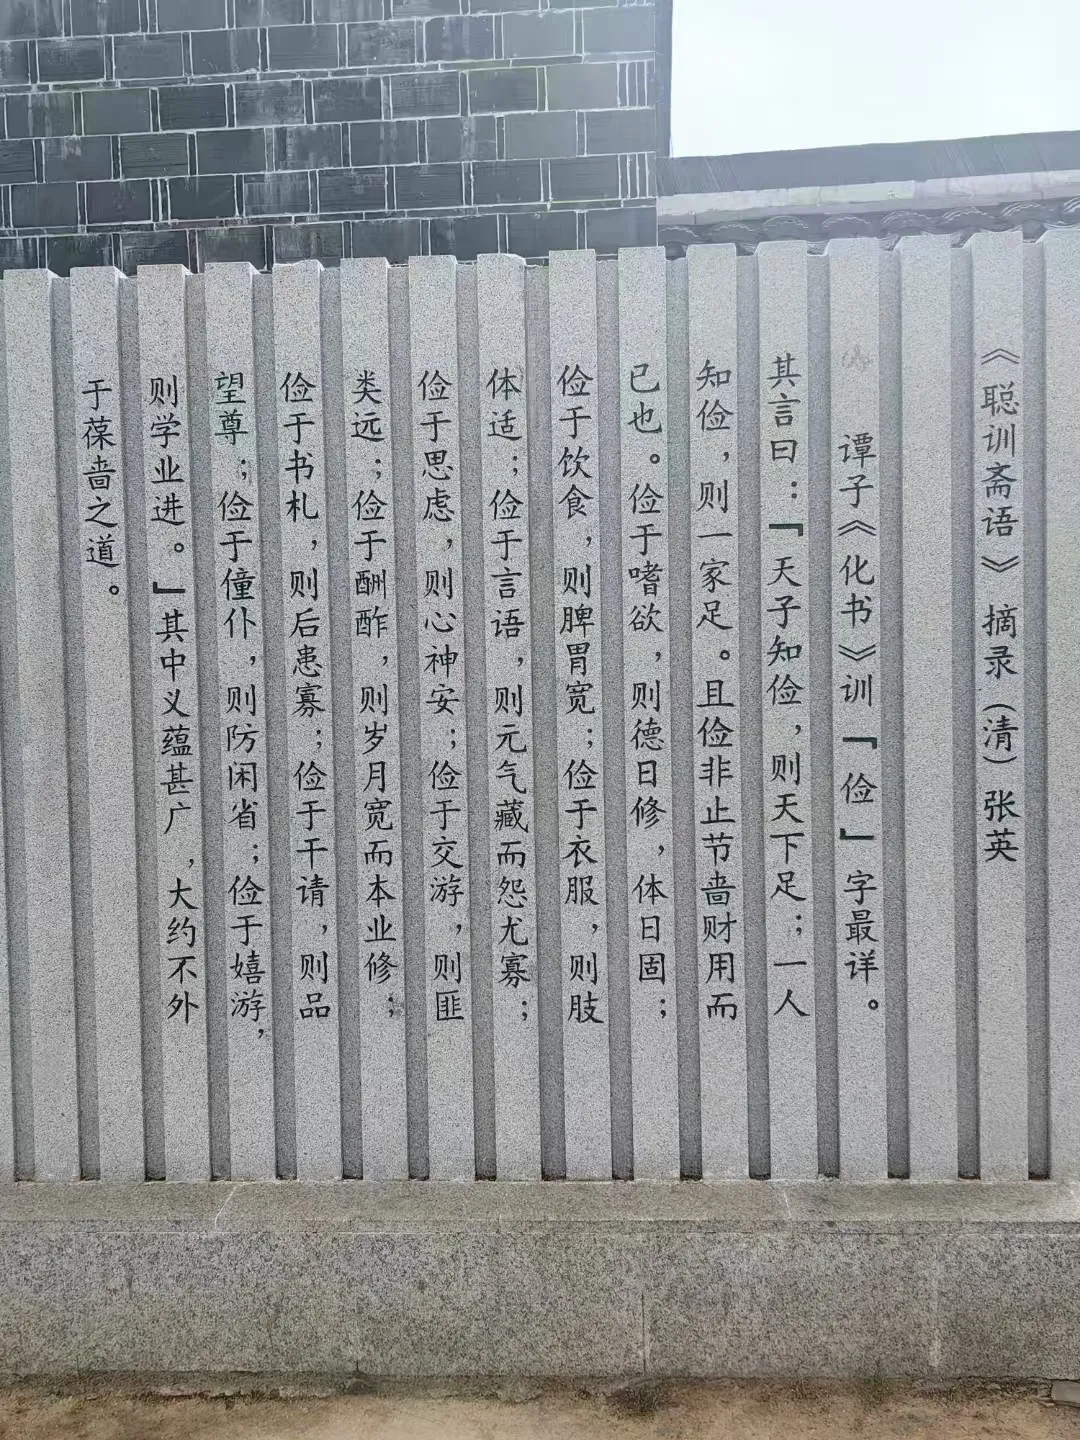 《聪训斋语》摘录（清）张英
谭子《化书》训「俭」字最详。
其言曰：「天子知俭，则天下足；一人
知俭，则一家足。且俭非止节啬财用而
已也。俭于嗜欲，则德日修，体日固；
俭于饮食，则脾胃宽；俭于衣服，则肢
体适；俭于言语，则元气藏而怨尤寡；
俭于思虑，则心神安；俭于交游，则匪
类远；俭于酬酢，则岁月宽而本业修；
俭于书札，则后患寡；俭于干请，则品
望尊；俭于僮仆，则防闲省；俭于嬉游，
则学业进。」其中义蕴甚广，大约不外
于葆啬之道。